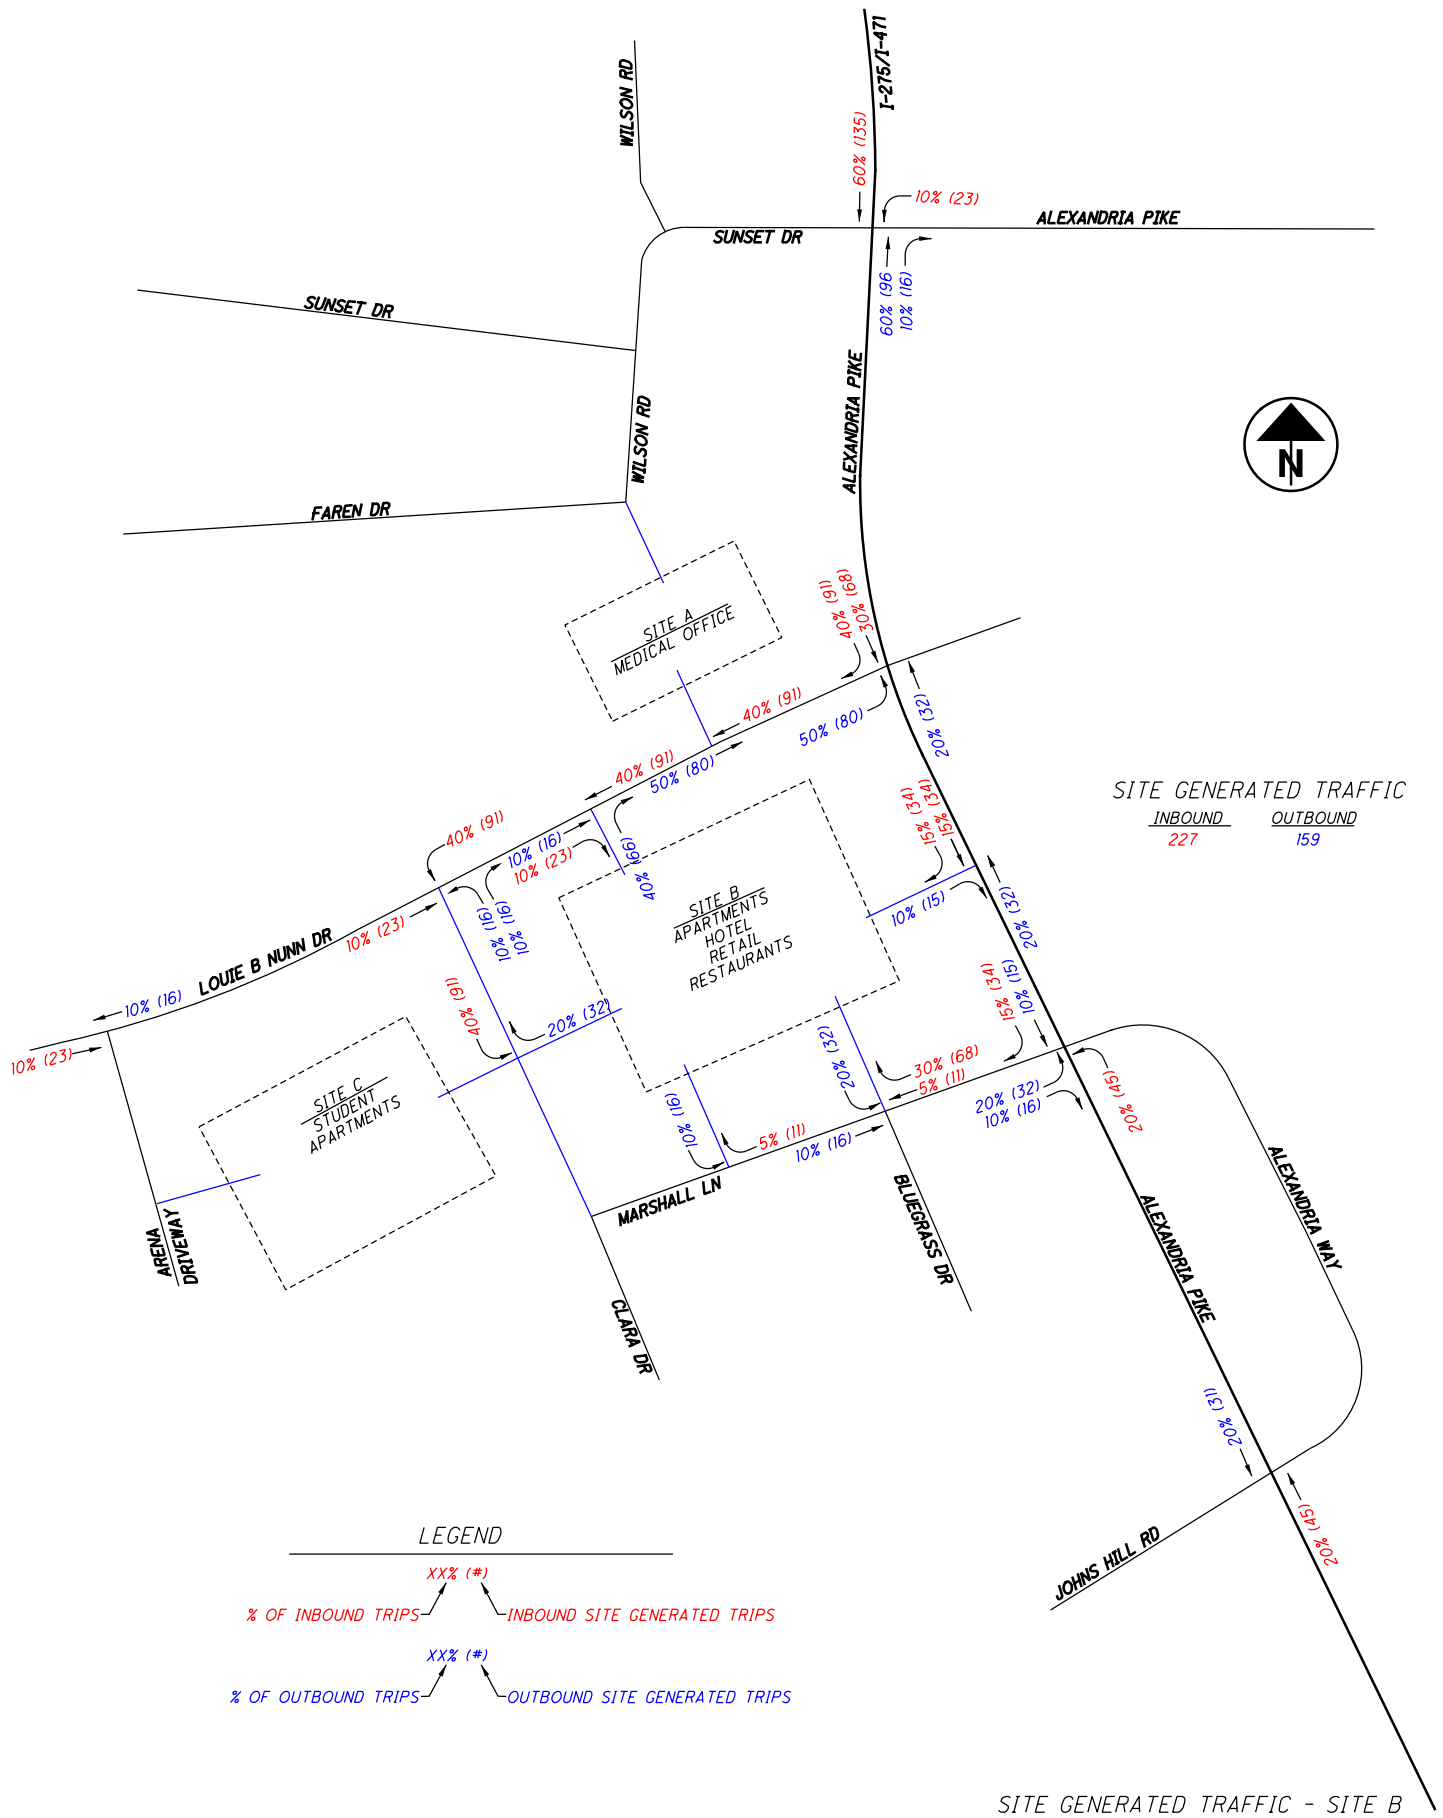 I-275/I-471
WILSON RD
60% (135)
10% (23)
ALEXANDRIA PIKE
SUNSET DR
60% (96
10% (16)
SUNSET DR
ALEXANDRIA PIKE
WILSON RD
N
FAREN DR
40% (91)
30% (68)
SITE A
MEDICAL OFFICE
40% (91)
50% (80)
20% (32)
40% (91)
50% (80)
SITE GENERATED TRAFFIC
INBOUND OUTBOUND
227 159
15% (34)
15% (34)
40% (91)
10% (16)
10% (23)
40% (66)
SITE B
APARTMENTS
HOTEL
RETAIL
RESTAURANTS
10% (15)
20% (32)
10% (23)
10% (16)
10% (16)
LOUIE B NUNN DR
10% (16)
10% (23)
40% (91)
20% (32)
15% (34)
10% (15)
20% (32)
30% (68)
5% (11)
20% (32)
10% (16)
20% (45)
SITE C
STUDENT
APARTMENTS
10% (16)
5% (11)
10% (16)
MARSHALL LN
BLUEGRASS DR
ALEXANDRIA WAY
ALEXANDRIA PIKE
ARENA
DRIVEWAY
CLARA DR
20% (31)
20% (45)
JOHNS HILL RD
LEGEND
XX% (#)
% OF INBOUND TRIPS INBOUND SITE GENERATED TRIPS
XX% (#)
% OF OUTBOUND TRIPS OUTBOUND SITE GENERATED TRIPS
SITE GENERATED TRAFFIC - SITE B